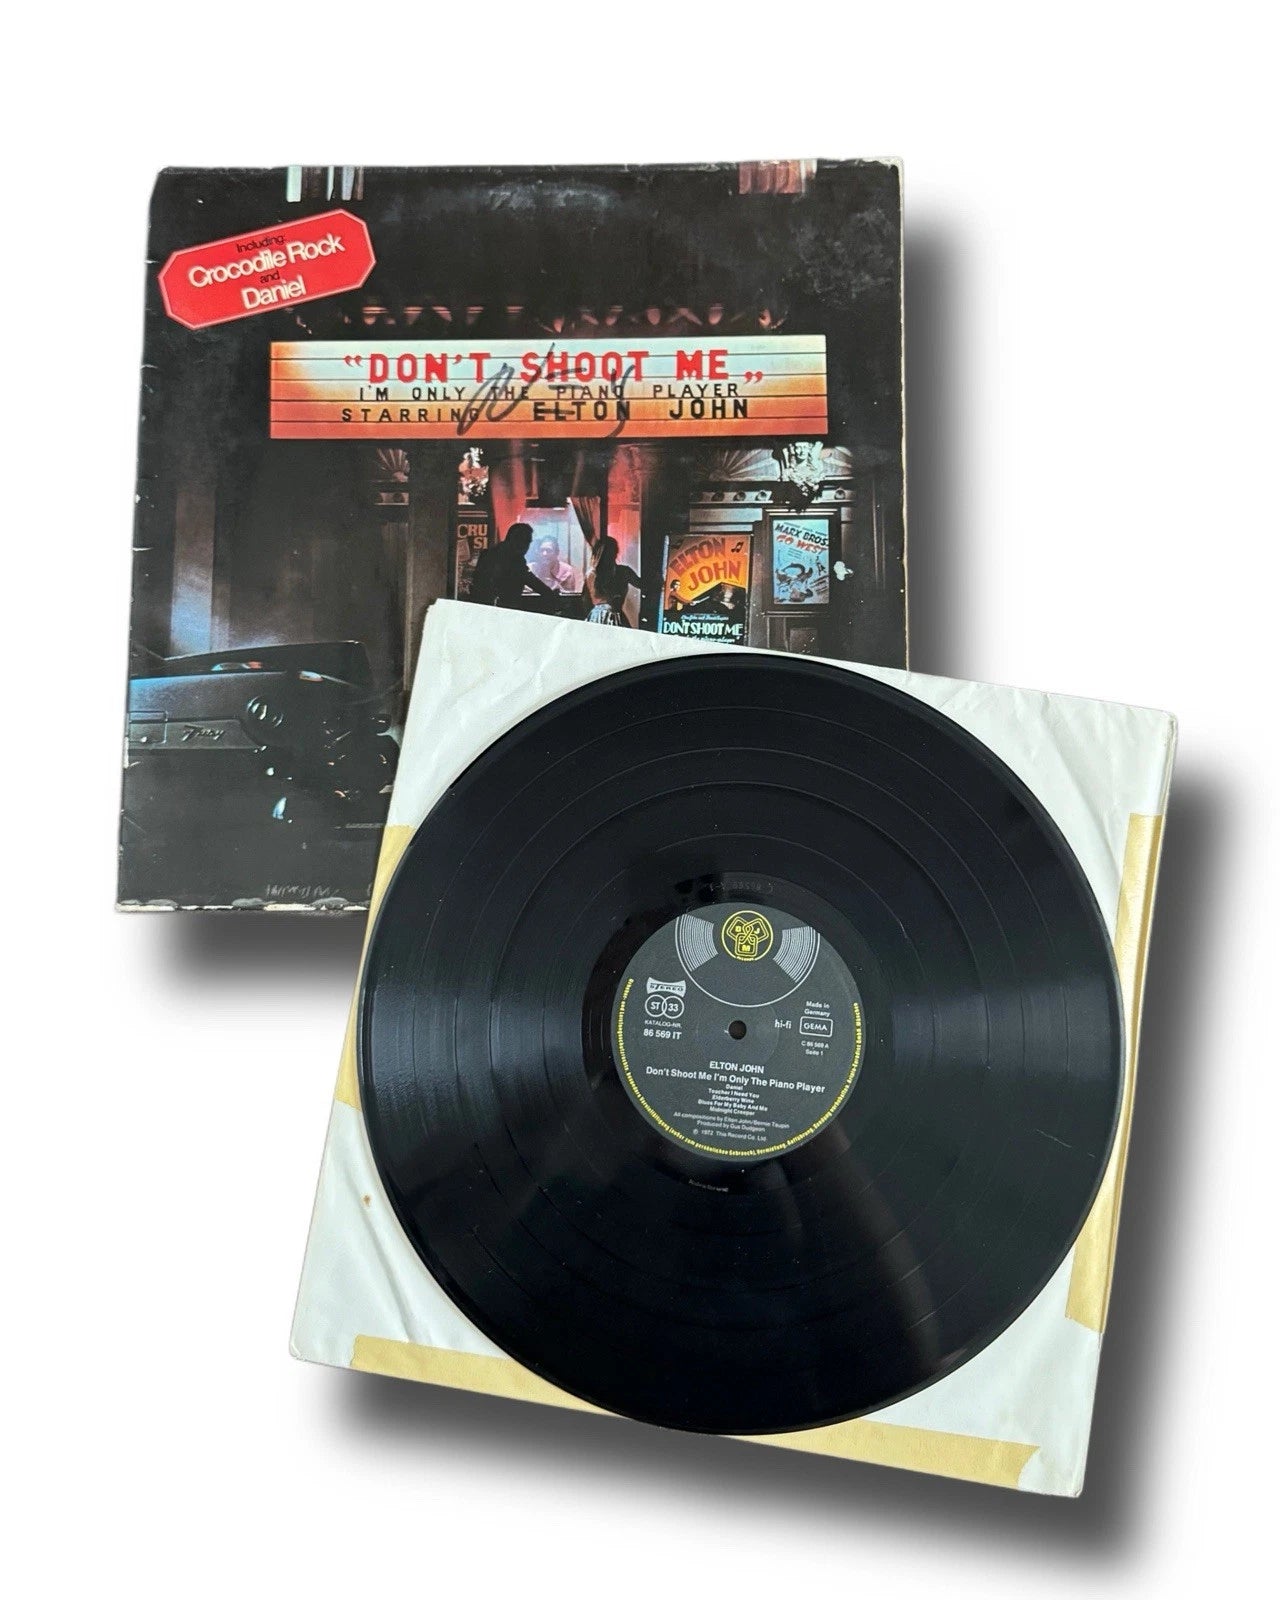 Including:
Crocodile Rock
and
Daniel
"DON'T SHOOT ME"
I'M ONLY THE PIANO PLAYER
STARRING ELTON JOHN
CRU
SI
ELTON
JOHN
DON'T SHOOT ME
MARX BROS
GO WEST
Fury
DJM
STEREO
ST 33
KATALOG-NR.
86 569 IT
hi-fi
Made in
Germany
GEMA
C 86 569 A
Seite 1
ELTON JOHN
Don't Shoot Me I'm Only The Piano Player
Daniel
Teacher I Need You
Elderberry Wine
Blues For My Baby And Me
Midnight Creeper
All compositions by Elton John/Bernie Taupin
Produced by Gus Dudgeon
℗ 1972 This Record Co. Ltd.